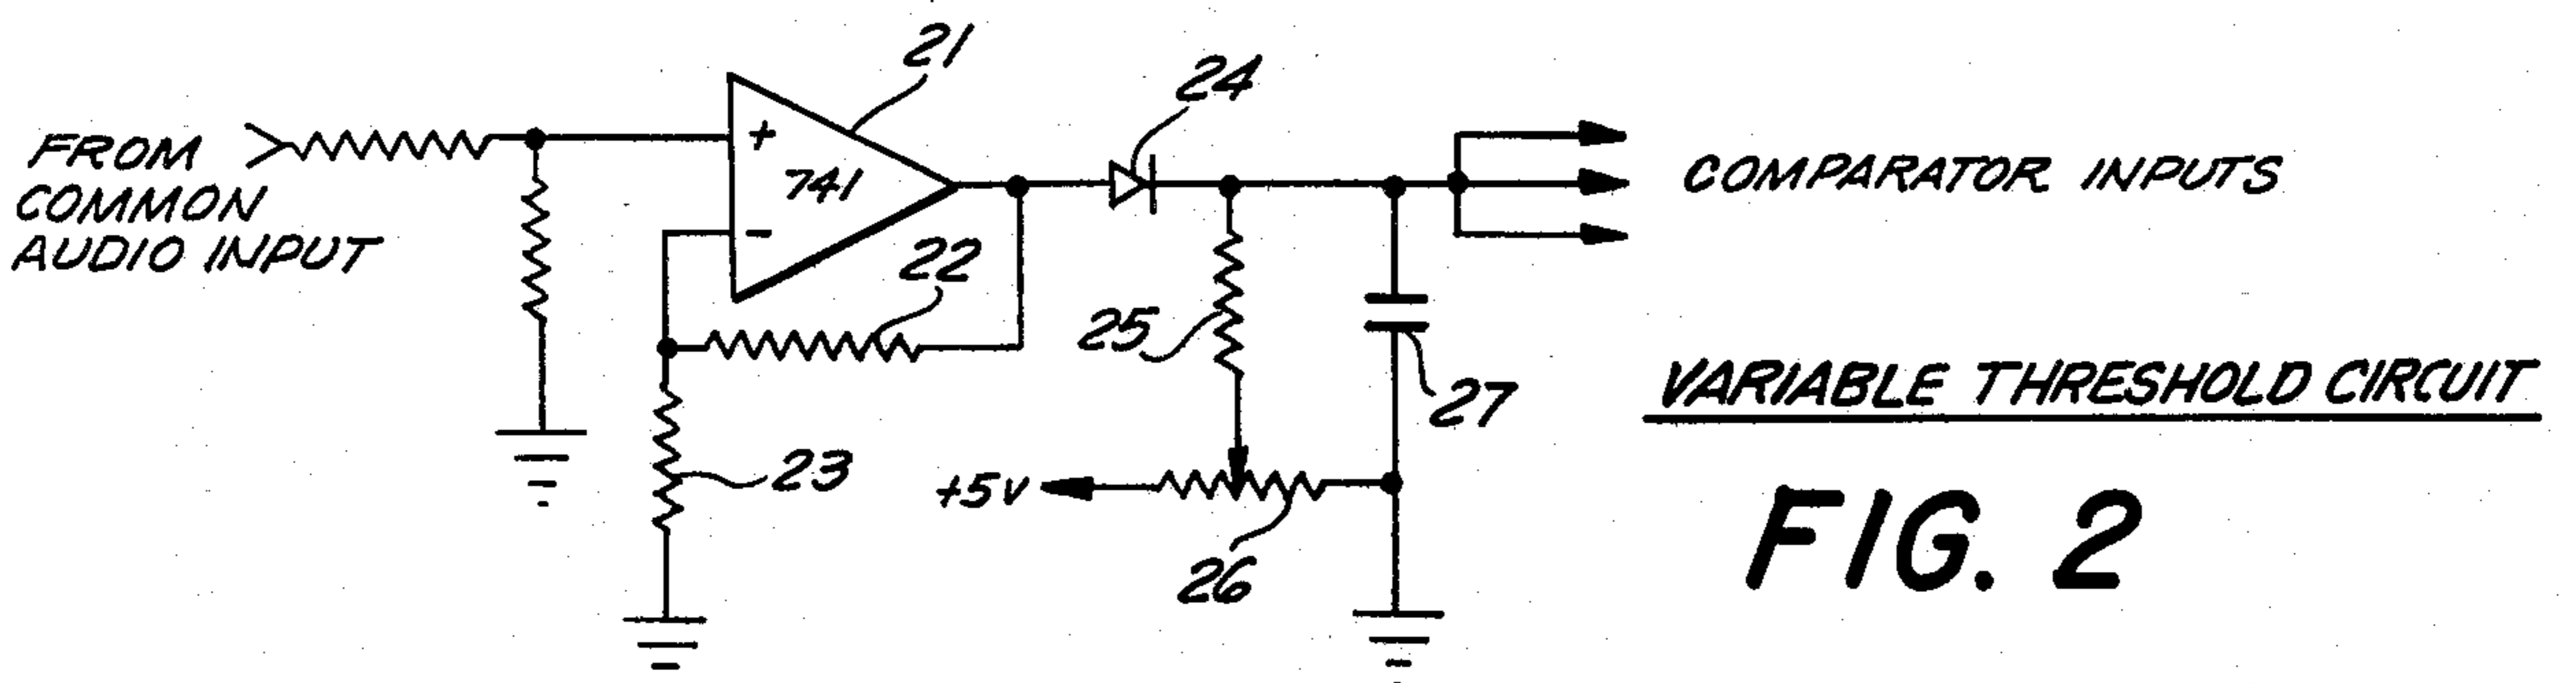 21
24
FROM
COMMON
AUDIO INPUT
+
741
-
22
COMPARATOR INPUTS
25
27
23
+5V
26
VARIABLE THRESHOLD CIRCUIT
FIG. 2